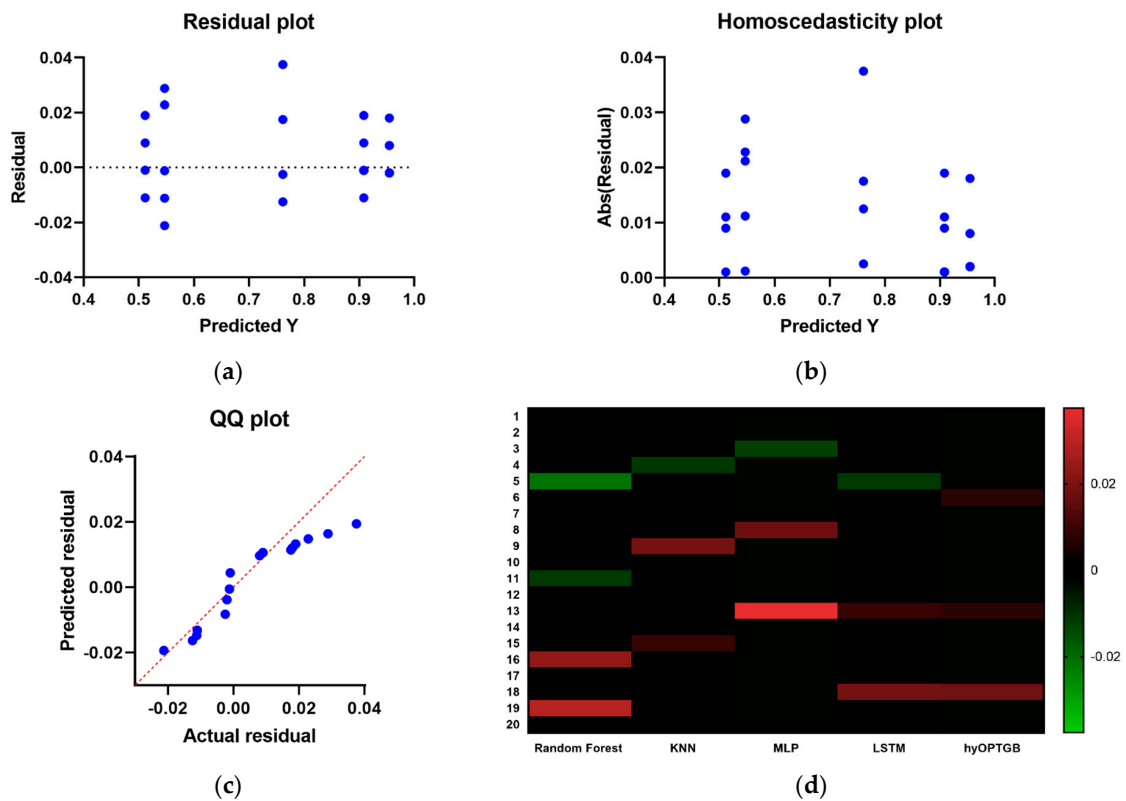 Residual plot
0.04
0.02
0.00
-0.02
-0.04
Residual
0.4 0.5 0.6 0.7 0.8 0.9 1.0
Predicted Y
(a)
Homoscedasticity plot
0.04
0.03
0.02
0.01
0.00
Abs(Residual)
0.4 0.5 0.6 0.7 0.8 0.9 1.0
Predicted Y
(b)
QQ plot
0.04
0.02
0.00
-0.02
Predicted residual
-0.02 0.00 0.02 0.04
Actual residual
(c)
1
2
3
4
5
6
7
8
9
10
11
12
13
14
15
16
17
18
19
20
Random Forest KNN MLP LSTM hyOPTGB
0.02
0
-0.02
(d)